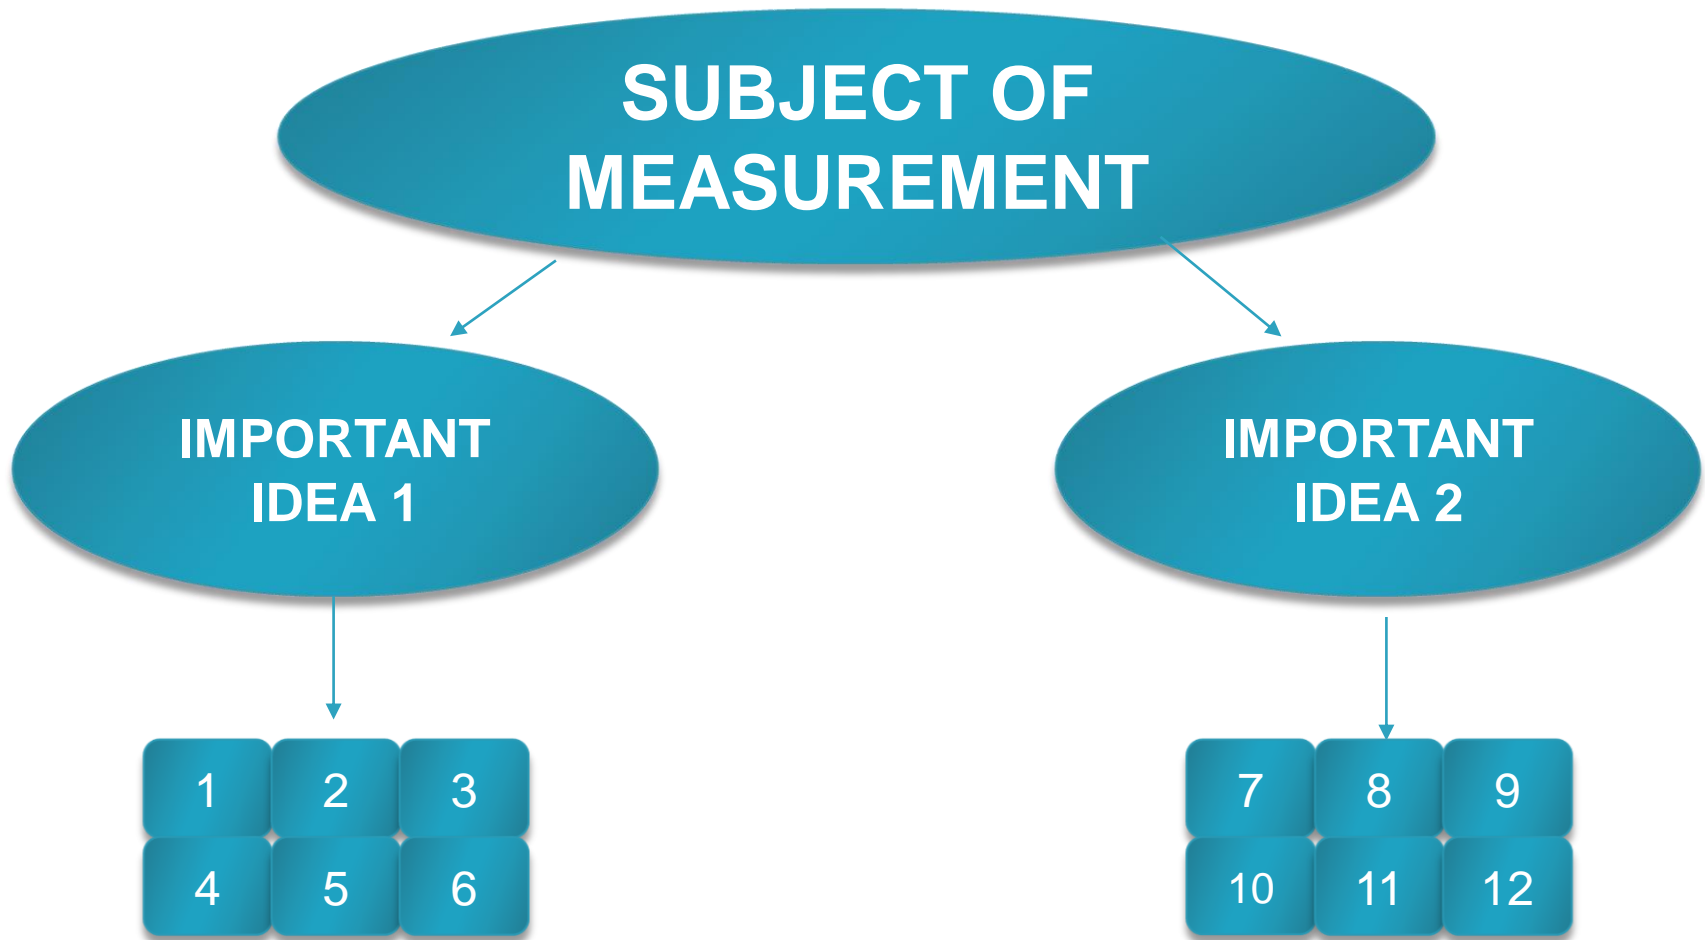 SUBJECT OF
MEASUREMENT
IMPORTANT
IDEA 1
IMPORTANT
IDEA 2
1 2 3
4 5 6
7 8 9
10 11 12